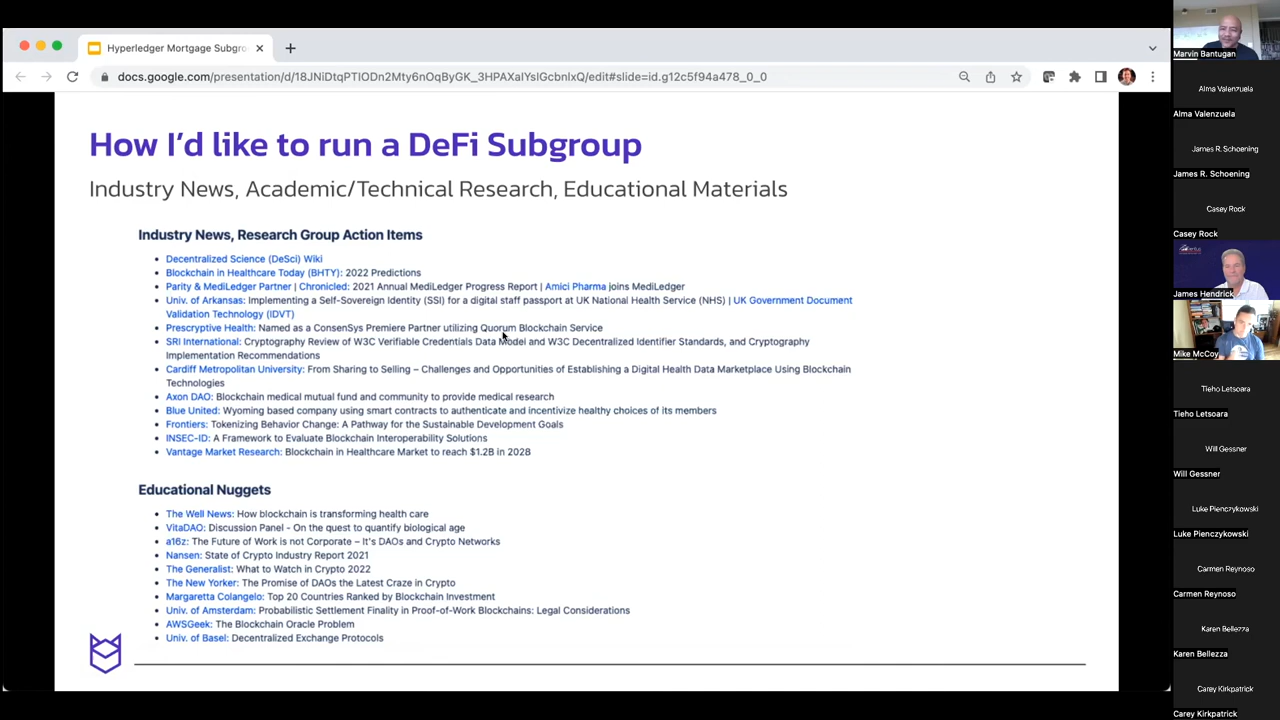 Hyperledger Mortgage Subgro
docs.google.com/presentation/d/18JNiDtqPTIODn2Mty6nOqByGK_3HPAXalYsIGcbnlxQ/edit#slide=id.g12c5f94a478_0_0
How I'd like to run a DeFi Subgroup
Industry News, Academic/Technical Research, Educational Materials
Industry News, Research Group Action Items
Decentralized Science (DeSci) Wiki
Blockchain in Healthcare Today (BHTY): 2022 Predictions
Parity & MediLedger Partner | Chronicled: 2021 Annual MediLedger Progress Report | Amici Pharma joins MediLedger
Univ. of Arkansas: Implementing a Self-Sovereign Identity (SSI) for a digital staff passport at UK National Health Service (NHS) | UK Government Document
Validation Technology (IDVT)
Prescryptive Health: Named as a ConsenSys Premiere Partner utilizing Quorum Blockchain Service
SRI International: Cryptography Review of W3C Verifiable Credentials Data Model and W3C Decentralized Identifier Standards, and Cryptography
Implementation Recommendations
Cardiff Metropolitan University: From Sharing to Selling – Challenges and Opportunities of Establishing a Digital Health Data Marketplace Using Blockchain
Technologies
Axon DAO: Blockchain medical mutual fund and community to provide medical research
Blue United: Wyoming based company using smart contracts to authenticate and incentivize healthy choices of its members
Frontiers: Tokenizing Behavior Change: A Pathway for the Sustainable Development Goals
INSEC-ID: A Framework to Evaluate Blockchain Interoperability Solutions
Vantage Market Research: Blockchain in Healthcare Market to reach $1.2B in 2028
Educational Nuggets
The Well News: How blockchain is transforming health care
VitaDAO: Discussion Panel - On the quest to quantify biological age
a16z: The Future of Work is not Corporate – It's DAOs and Crypto Networks
Nansen: State of Crypto Industry Report 2021
The Generalist: What to Watch in Crypto 2022
The New Yorker: The Promise of DAOs the Latest Craze in Crypto
Margaretta Colangelo: Top 20 Countries Ranked by Blockchain Investment
Univ. of Amsterdam: Probabilistic Settlement Finality in Proof-of-Work Blockchains: Legal Considerations
AWSGeek: The Blockchain Oracle Problem
Univ. of Basel: Decentralized Exchange Protocols
Marvin Bantugan
Alma Valenzuela
Alma Valenzuela
James R. Schoening
James R. Schoening
Casey Rock
Casey Rock
James Hendrick
Mike McCoy
Tieho Letsoara
Tieho Letsoara
Will Gessner
Will Gessner
Luke Pienczykowski
Luke Pienczykowski
Carmen Reynoso
Carmen Reynoso
Karen Bellezza
Karen Bellezza
Carey Kirkpatrick
Carey Kirkpatrick